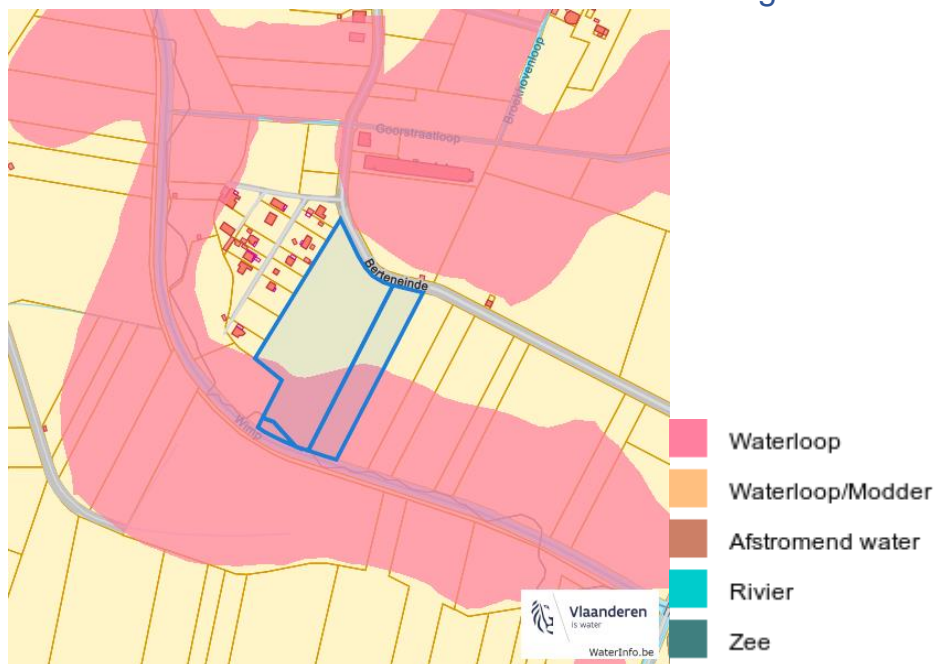 g
Broekhovenloop
Goorstraatloop
Berteneinde
Wimp
Waterloop
Waterloop/Modder
Afstromend water
Rivier
Zee
Vlaanderen
is water
WaterInfo.be